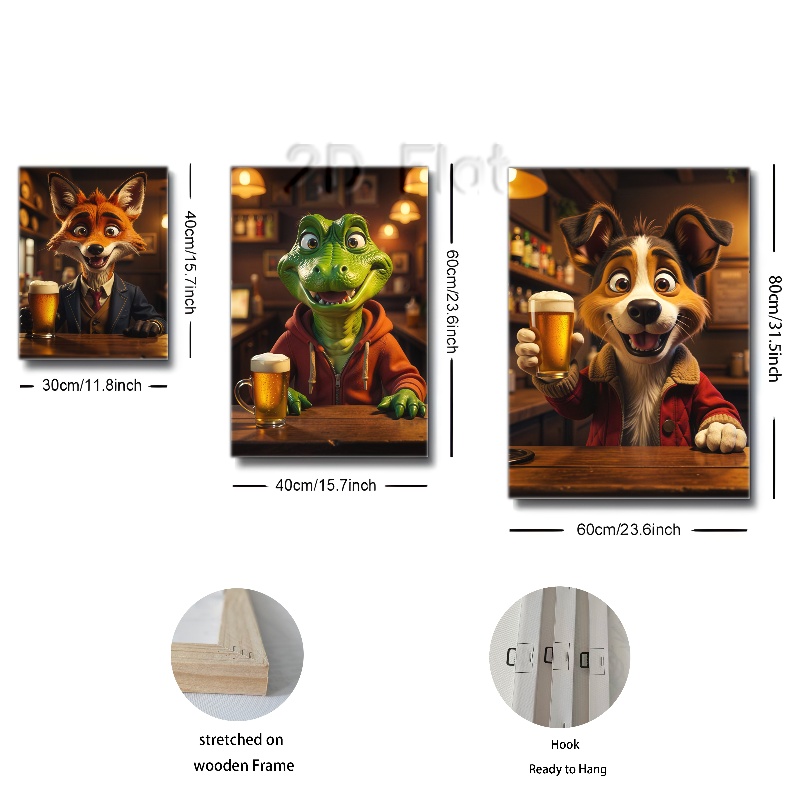 2D Flat
40cm/15.7inch
60cm/23.6inch
80cm/31.5inch
30cm/11.8inch
40cm/15.7inch
60cm/23.6inch
stretched on
wooden Frame
Hook
Ready to Hang